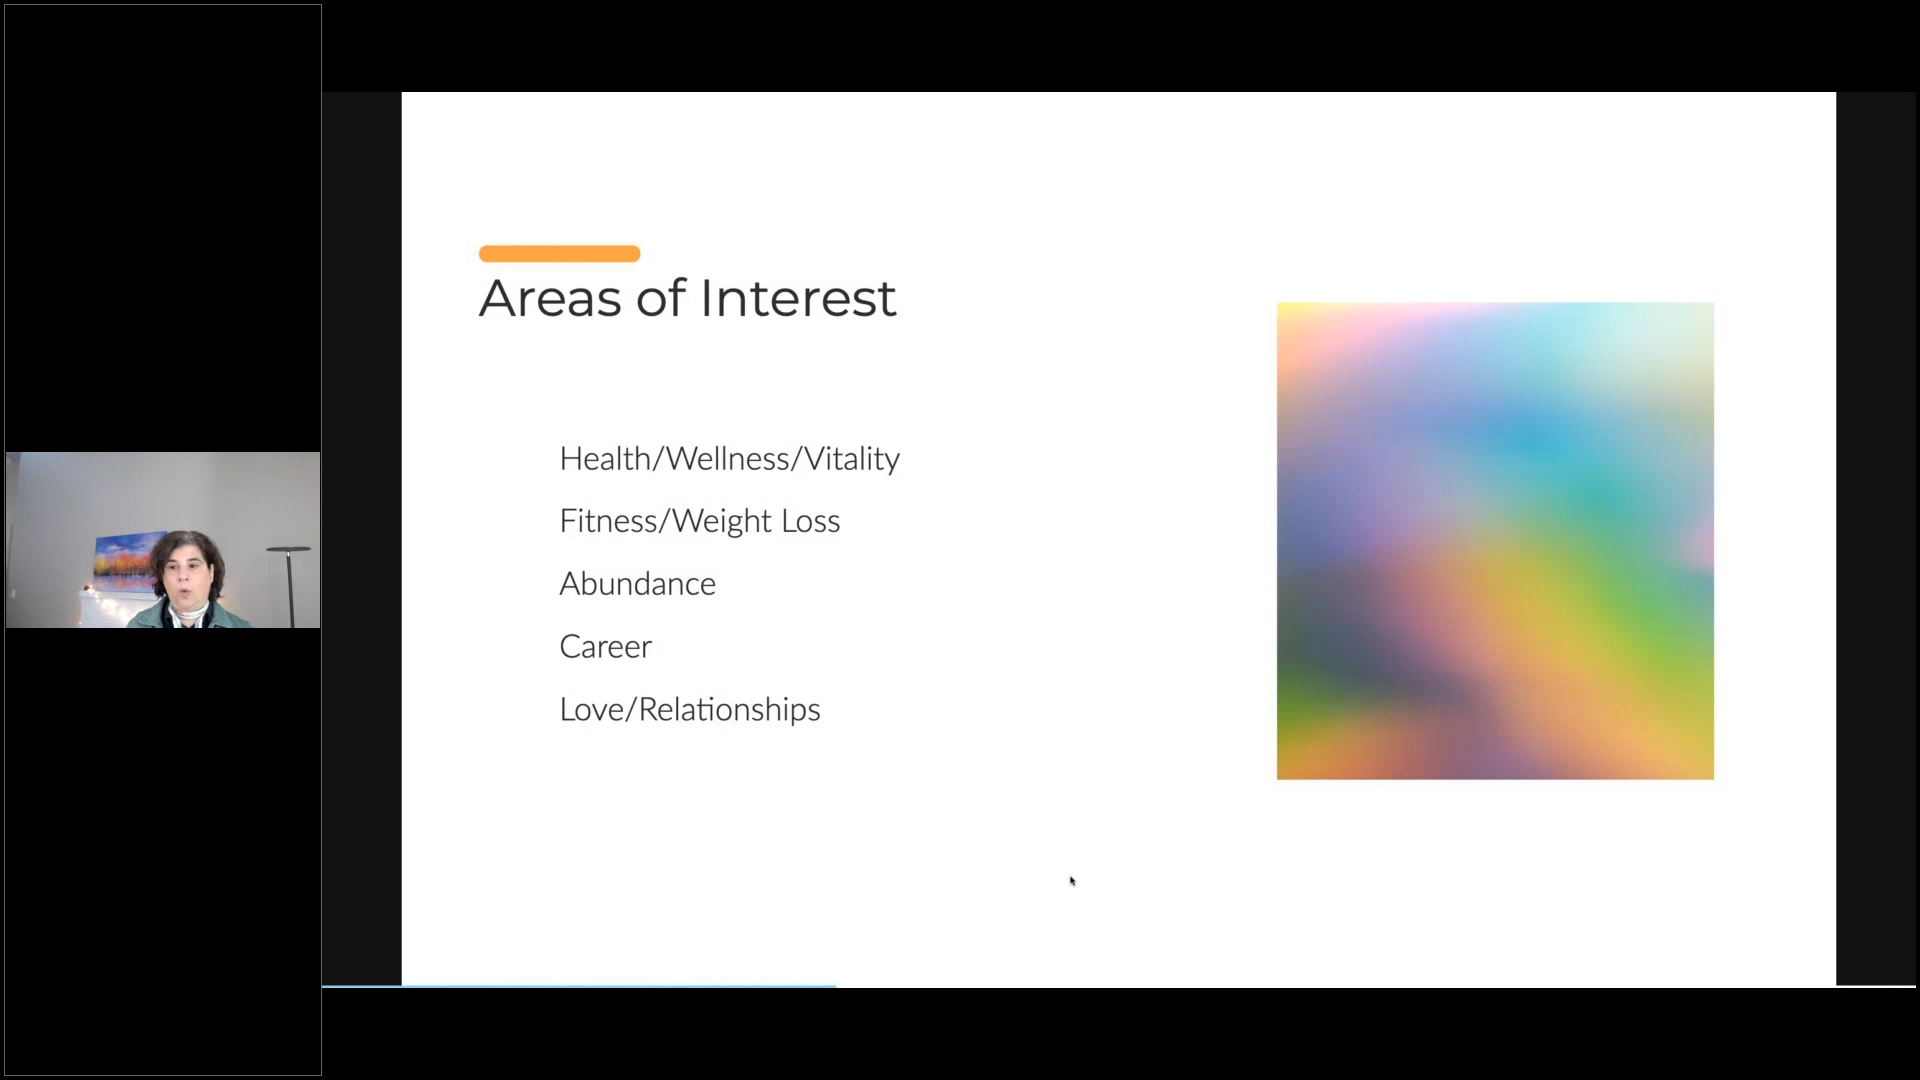 Areas of Interest
Health/Wellness/Vitality
Fitness/Weight Loss
Abundance
Career
Love/Relationships